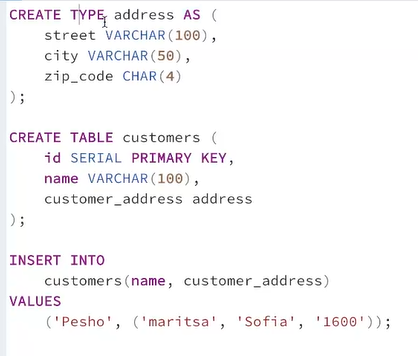 CREATE TYPE address AS (
    street VARCHAR(100),
    city VARCHAR(50),
    zip_code CHAR(4)
);

CREATE TABLE customers (
    id SERIAL PRIMARY KEY,
    name VARCHAR(100),
    customer_address address
);

INSERT INTO
    customers(name, customer_address)
VALUES
    ('Pesho', ('maritsa', 'Sofia', '1600'));